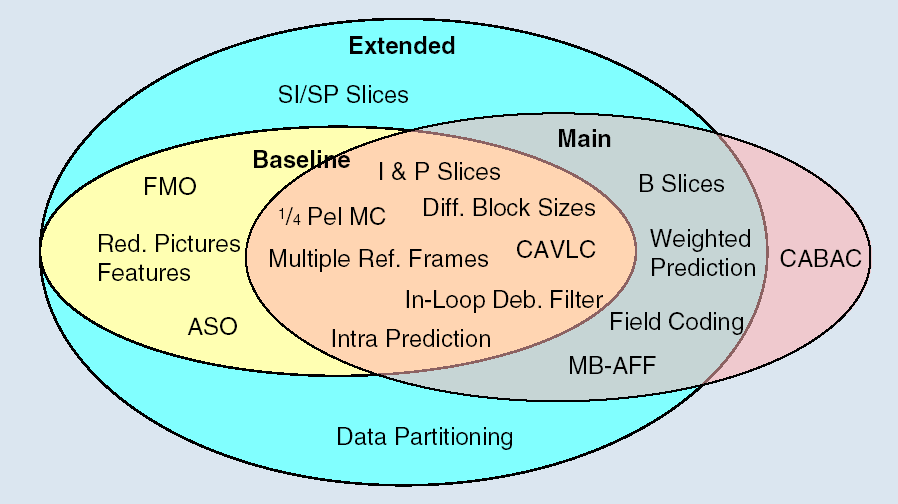 Extended
SI/SP Slices
Main
Baseline
I & P Slices
FMO
B Slices
1/4 Pel MC
Diff. Block Sizes
Red. Pictures
Features
Multiple Ref. Frames
CAVLC
Weighted
Prediction
CABAC
In-Loop Deb. Filter
ASO
Intra Prediction
Field Coding
MB-AFF
Data Partitioning